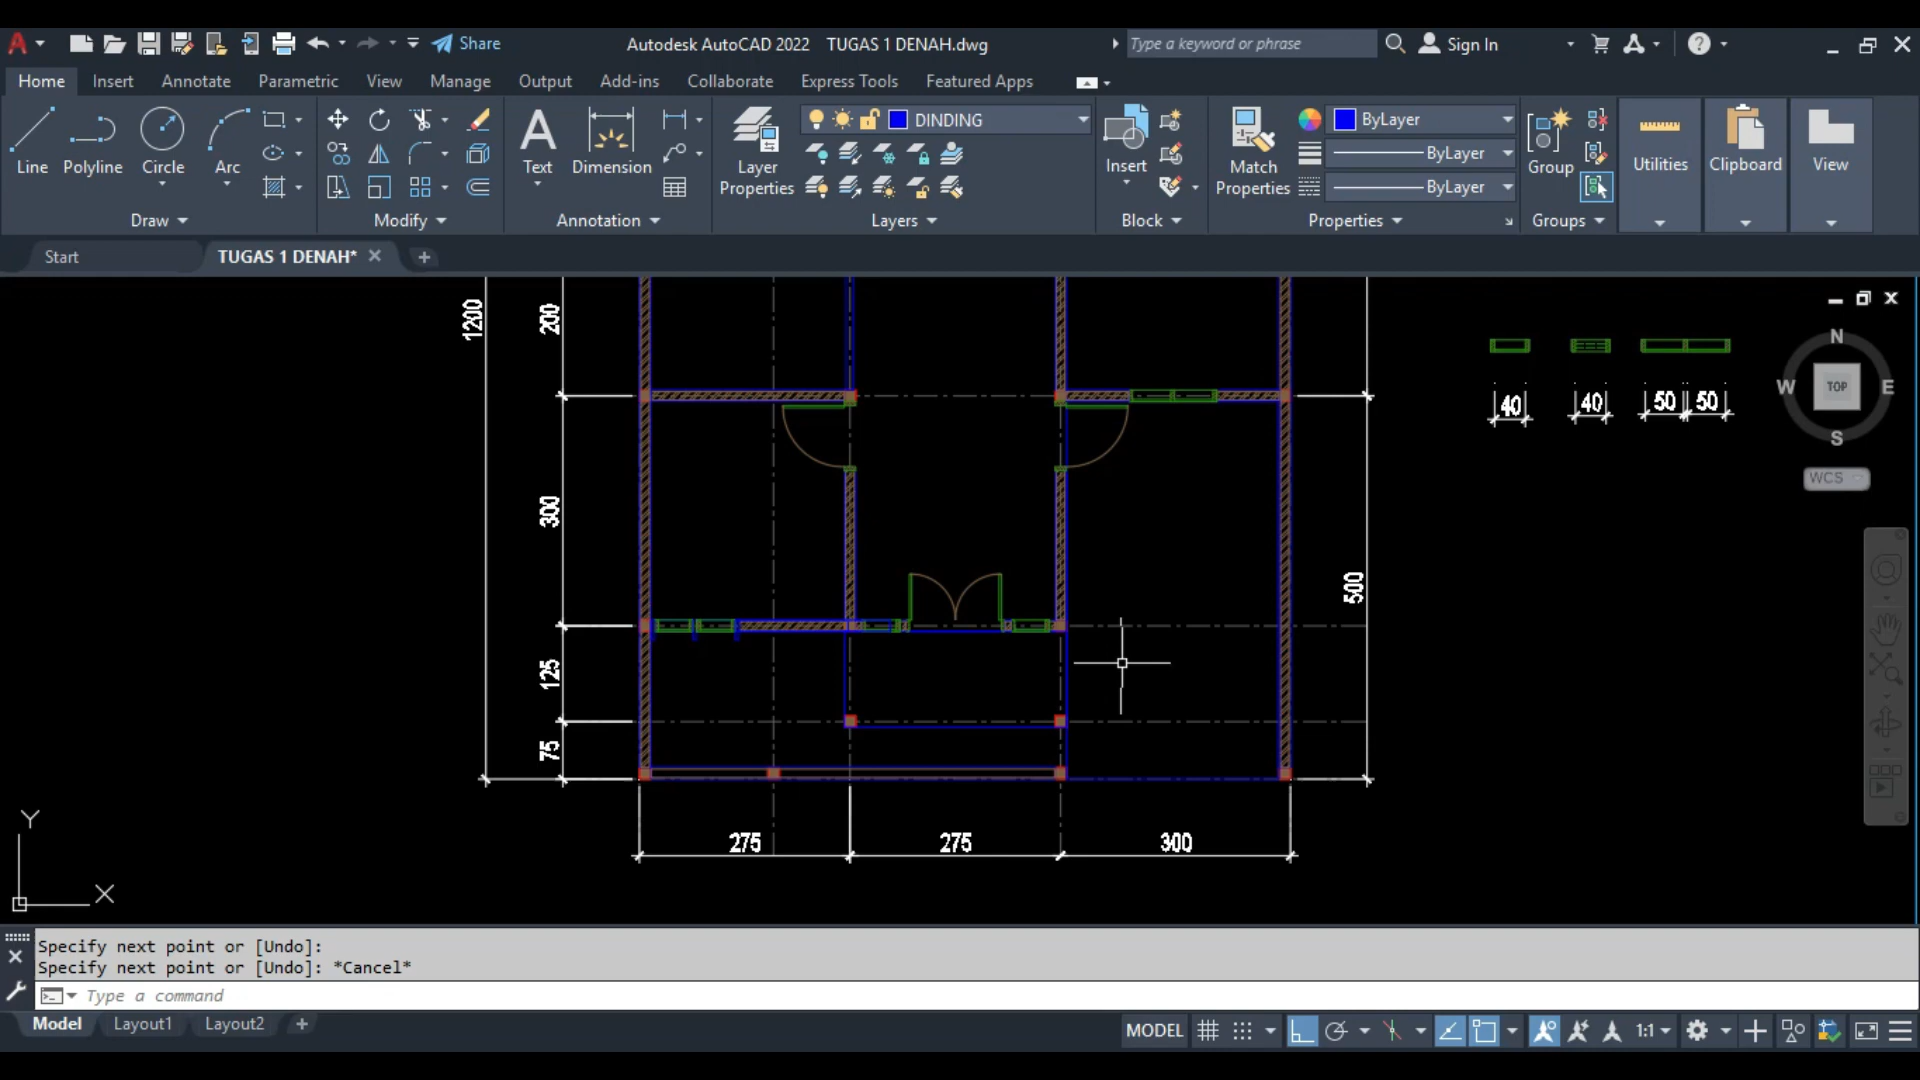 Share
Autodesk AutoCAD 2022 TUGAS 1 DENAH.dwg
Type a keyword or phrase
Sign In
Home Insert Annotate Parametric View Manage Output Add-ins Collaborate Express Tools Featured Apps
DINDING
ByLayer
ByLayer
ByLayer
Line Polyline Circle Arc
Text Dimension
Layer Properties
Insert
Match Properties
Group
Utilities
Clipboard
View
Draw Modify Annotation Layers Block Properties Groups
Start TUGAS 1 DENAH*
1200
200
300
125
75
500
275 275 300
40 40 50 50
N
W TOP E
S
WCS
Y
X
Specify next point or [Undo]:
Specify next point or [Undo]: *Cancel*
Type a command
Model Layout1 Layout2
MODEL
1:1